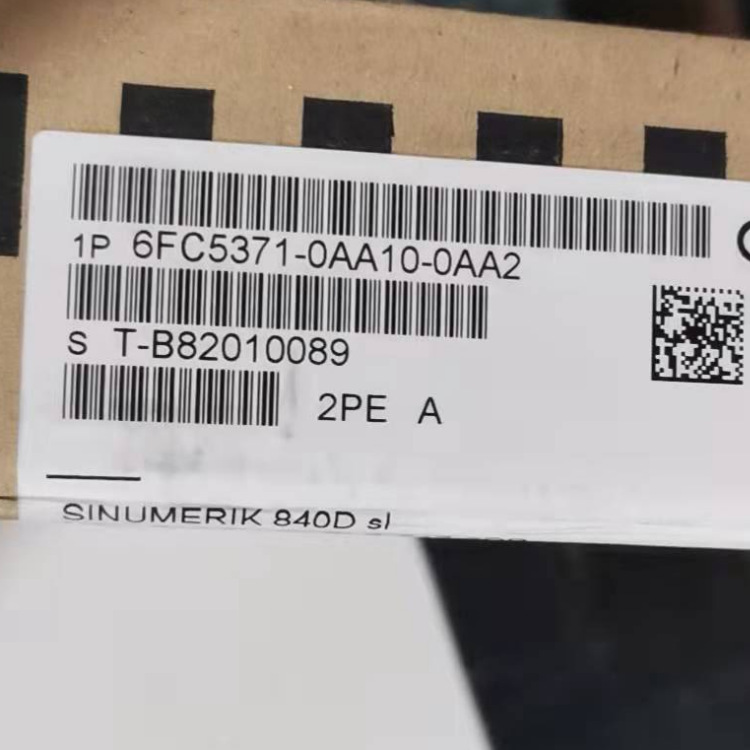 1P 6FC5371-0AA10-0AA2
S T-B82010089
2PE A
SINUMERIK 840D sl